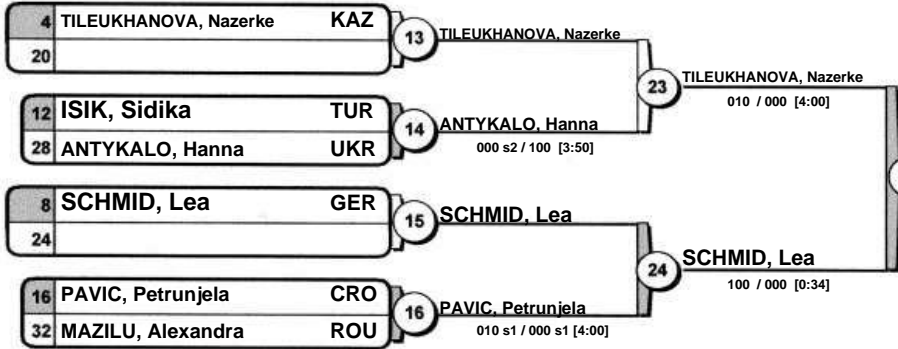 4 TILEUKHANOVA, Nazerke KAZ
20
13
TILEUKHANOVA, Nazerke
23
TILEUKHANOVA, Nazerke
010 / 000 [4:00]
12 ISIK, Sidika TUR
28 ANTYKALO, Hanna UKR
14
ANTYKALO, Hanna
000 s2 / 100 [3:50]
8 SCHMID, Lea GER
24
15
SCHMID, Lea
24
SCHMID, Lea
100 / 000 [0:34]
16 PAVIC, Petrunjela CRO
32 MAZILU, Alexandra ROU
16
PAVIC, Petrunjela
010 s1 / 000 s1 [4:00]